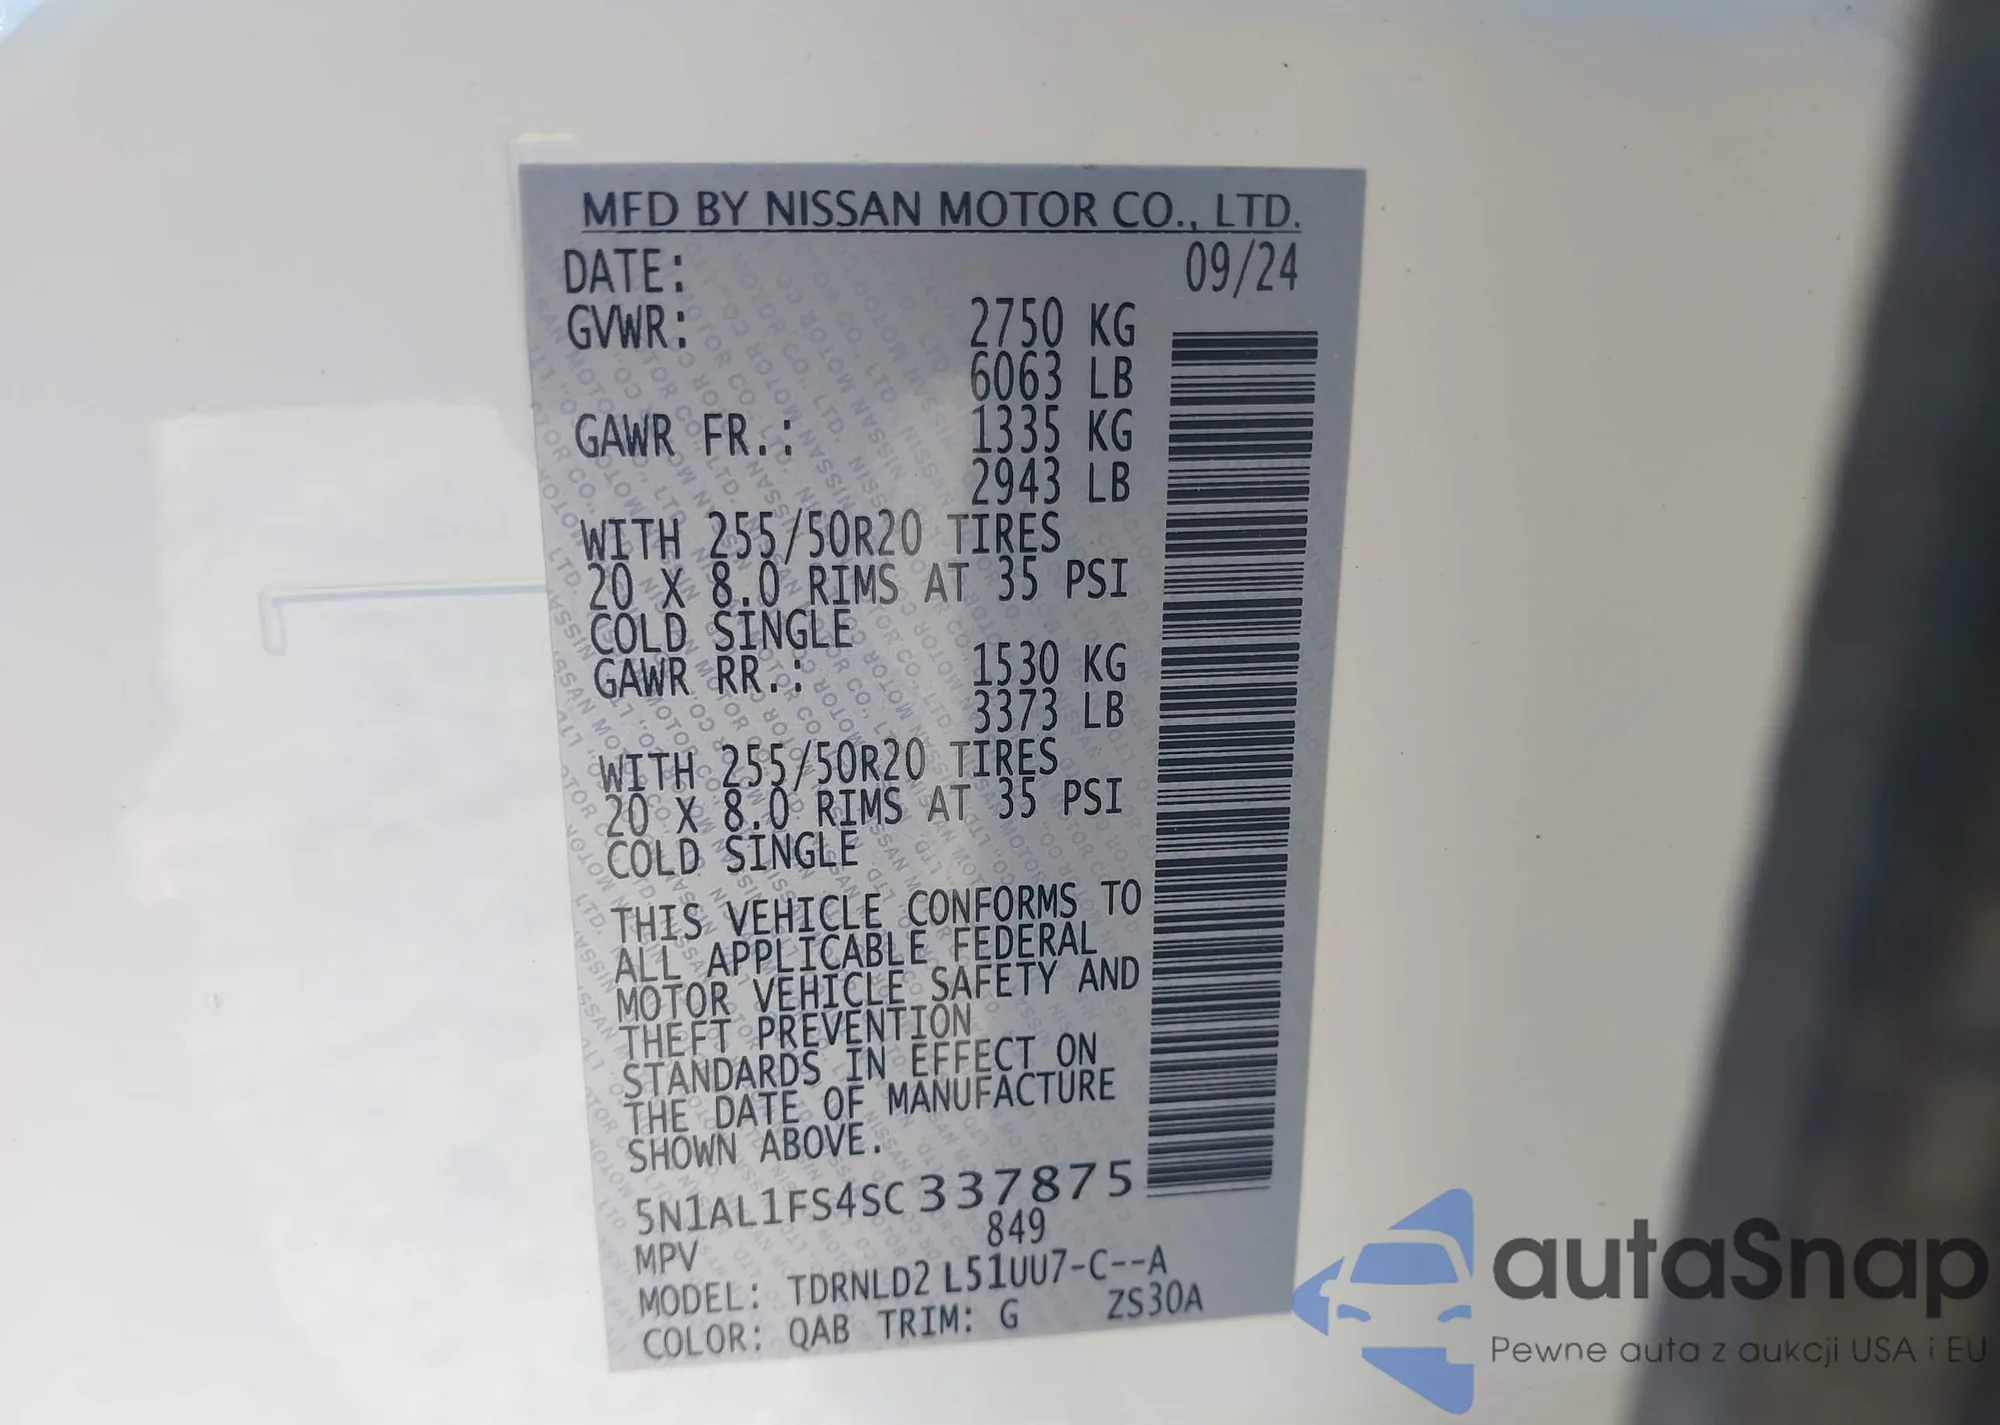 MFD BY NISSAN MOTOR CO., LTD.
DATE: 09/24
GVWR: 2750 KG
6063 LB
GAWR FR.: 1335 KG
2943 LB
WITH 255/50R20 TIRES
20 X 8.0 RIMS AT 35 PSI
COLD SINGLE
GAWR RR.: 1530 KG
3373 LB
WITH 255/50R20 TIRES
20 X 8.0 RIMS AT 35 PSI
COLD SINGLE
THIS VEHICLE CONFORMS TO
ALL APPLICABLE FEDERAL
MOTOR VEHICLE SAFETY AND
THEFT PREVENTION
STANDARDS IN EFFECT ON
THE DATE OF MANUFACTURE
SHOWN ABOVE.
5N1AL1FS4SC337875
849
MPV
MODEL: TDRNLD2 L51UU7-C--A
COLOR: QAB TRIM: G ZS30A
autaSnap
Pewne auta z aukcji USA i EU